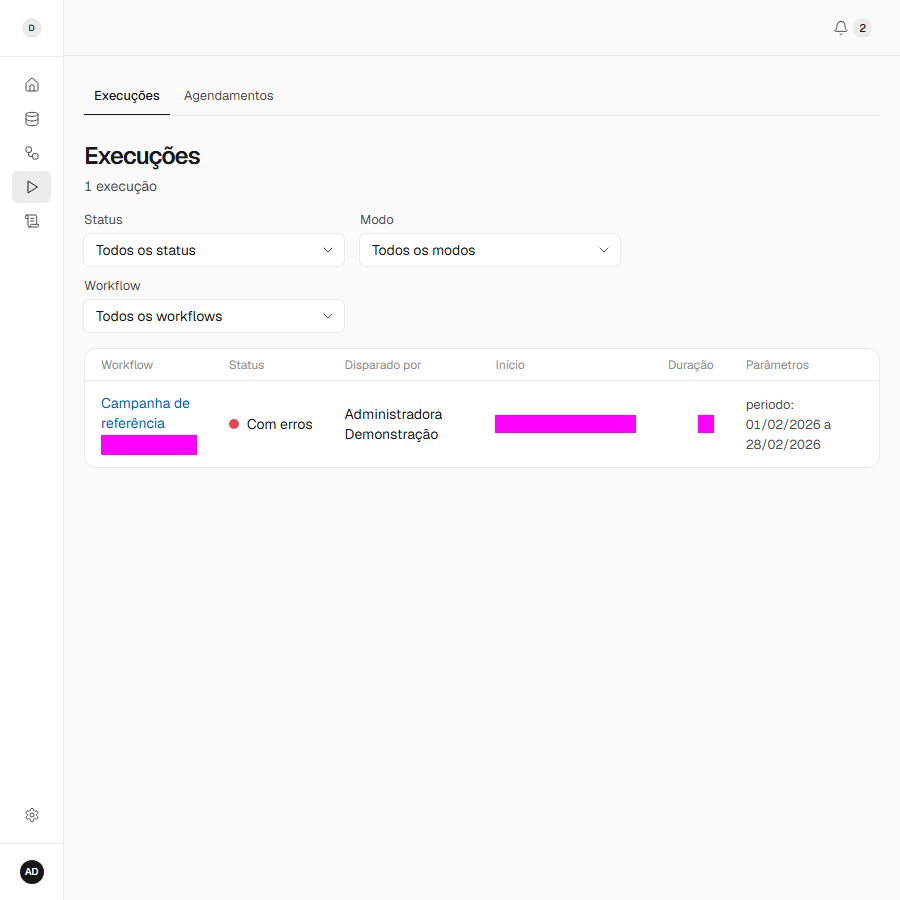 D
2
Execuções Agendamentos
Execuções
1 execução
Status Modo
Todos os status Todos os modos
Workflow
Todos os workflows
Workflow Status Disparado por Início Duração Parâmetros
Campanha de
referência
Com erros
Administradora
Demonstração
periodo:
01/02/2026 a
28/02/2026
AD